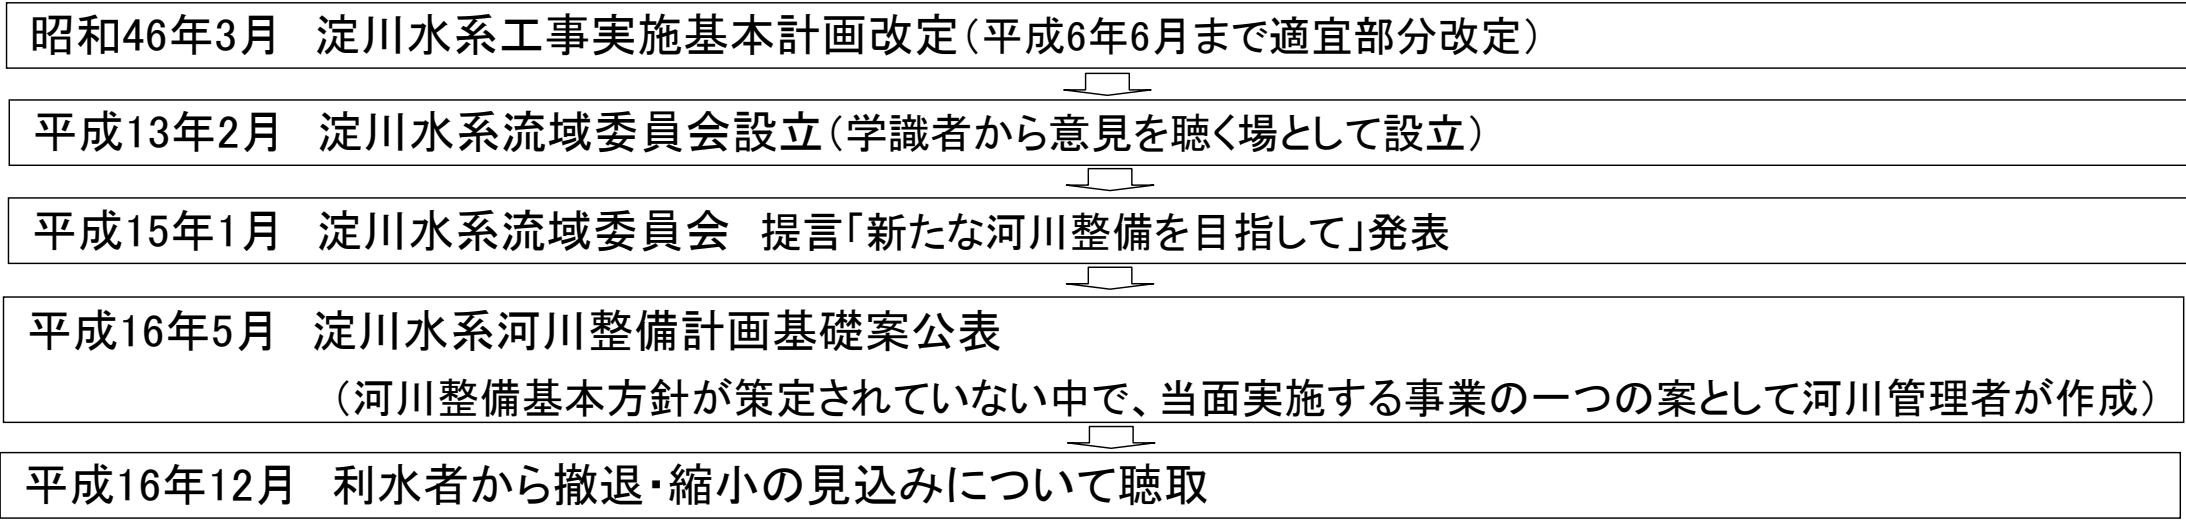 昭和46年3月　淀川水系工事実施基本計画改定（平成6年6月まで適宜部分改定）
平成13年2月　淀川水系流域委員会設立（学識者から意見を聴く場として設立）
平成15年1月　淀川水系流域委員会　提言「新たな河川整備を目指して」発表
平成16年5月　淀川水系河川整備計画基礎案公表
（河川整備基本方針が策定されていない中で、当面実施する事業の一つの案として河川管理者が作成）
平成16年12月　利水者から撤退・縮小の見込みについて聴取